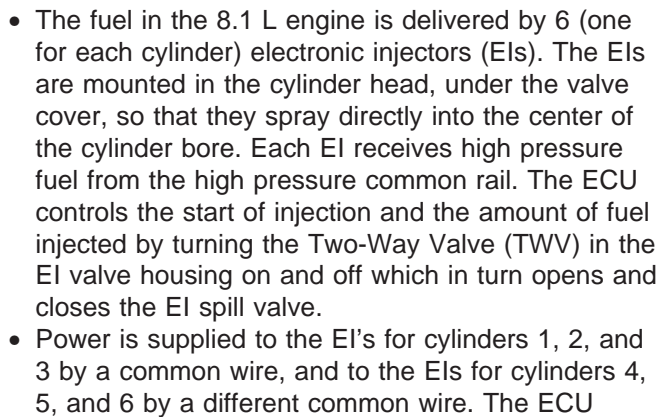 • The fuel in the 8.1 L engine is delivered by 6 (one
for each cylinder) electronic injectors (EIs). The EIs
are mounted in the cylinder head, under the valve
cover, so that they spray directly into the center of
the cylinder bore. Each EI receives high pressure
fuel from the high pressure common rail. The ECU
controls the start of injection and the amount of fuel
injected by turning the Two-Way Valve (TWV) in the
EI valve housing on and off which in turn opens and
closes the EI spill valve.
• Power is supplied to the EI's for cylinders 1, 2, and
3 by a common wire, and to the EIs for cylinders 4,
5, and 6 by a different common wire. The ECU